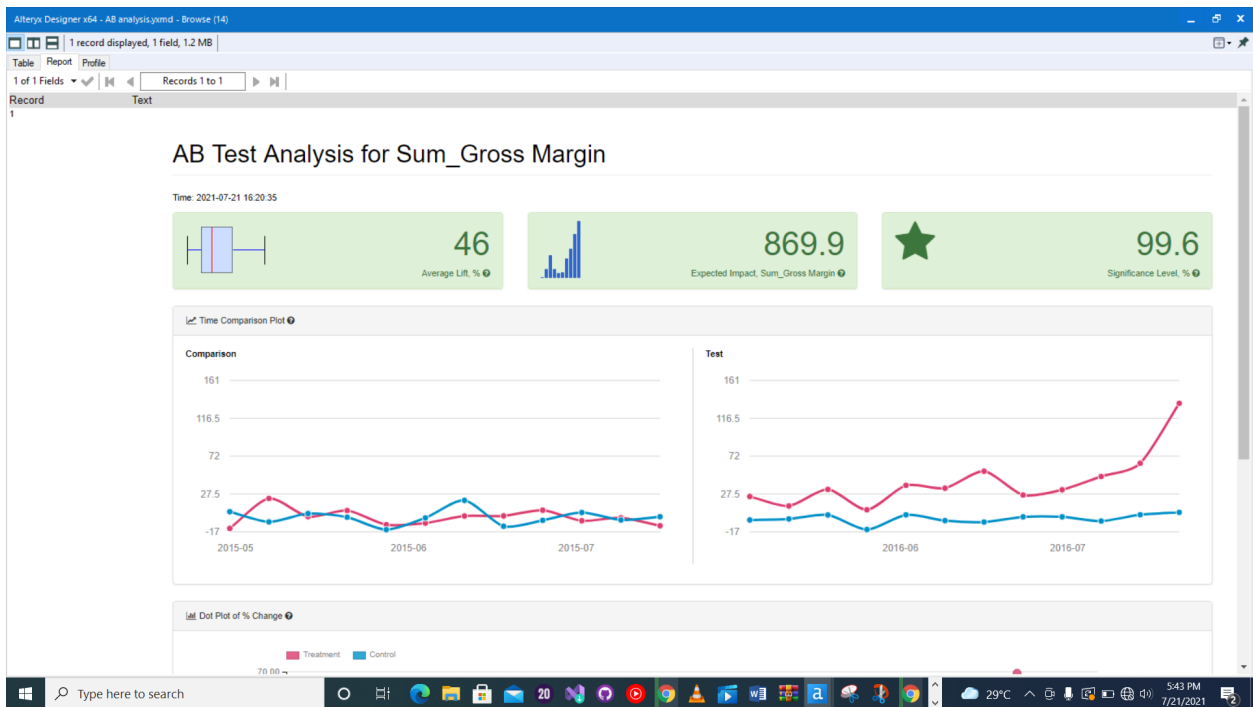 Alteryx Designer x64 - AB analysis.yxmd - Browse (14)
1 record displayed, 1 field, 1.2 MB
Table Report Profile
1 of 1 Fields Records 1 to 1
Record Text
1
AB Test Analysis for Sum_Gross Margin
Time: 2021-07-21 16:20:35
46
Average Lift, %
869.9
Expected Impact, Sum_Gross Margin
99.6
Significance Level, %
Time Comparison Plot
Comparison
161
116.5
72
27.5
-17
2015-05 2015-06 2015-07
Test
161
116.5
72
27.5
-17
2016-06 2016-07
Dot Plot of % Change
Treatment Control
70.00
Type here to search
20
a
29°C
5:43 PM
7/21/2021
2